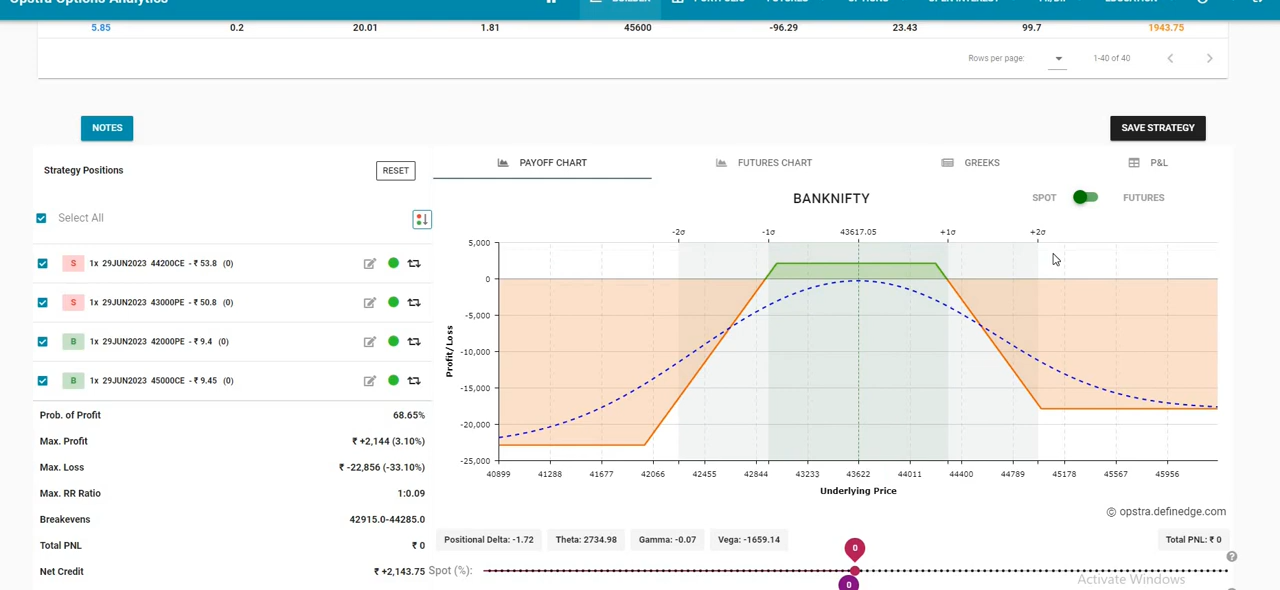 Opstra Options Analytics
BUILDER PORTFOLIO FUTURES OPTIONS OPEN INTEREST EDUCATION
5.85 0.2 20.01 1.81 45600 -96.29 23.43 99.7 1943.75
Rows per page: 1-40 of 40
NOTES
SAVE STRATEGY
Strategy Positions
RESET
PAYOFF CHART FUTURES CHART GREEKS P&L
BANKNIFTY
SPOT FUTURES
Select All
S 1x 29JUN2023 44200CE - ₹ 53.8 (0)
S 1x 29JUN2023 43000PE - ₹ 50.8 (0)
B 1x 29JUN2023 42000PE - ₹ 9.4 (0)
B 1x 29JUN2023 45000CE - ₹ 9.45 (0)
Prob. of Profit 68.65%
Max. Profit ₹ +2,144 (3.10%)
Max. Loss ₹ -22,856 (-33.10%)
Max. RR Ratio 1:0.09
Breakevens 42915.0-44285.0
Total PNL ₹ 0
Net Credit ₹ +2,143.75
-2σ -1σ 43617.05 +1σ +2σ
5,000
0
-5,000
-10,000
-15,000
-20,000
-25,000
Profit/Loss
40899 41288 41677 42066 42455 42844 43233 43622 44011 44400 44789 45178 45567 45956
Underlying Price
© opstra.definedge.com
Positional Delta: -1.72 Theta: 2734.98 Gamma: -0.07 Vega: -1659.14 Total PNL: ₹ 0
0
Spot (%):
0
Activate Windows